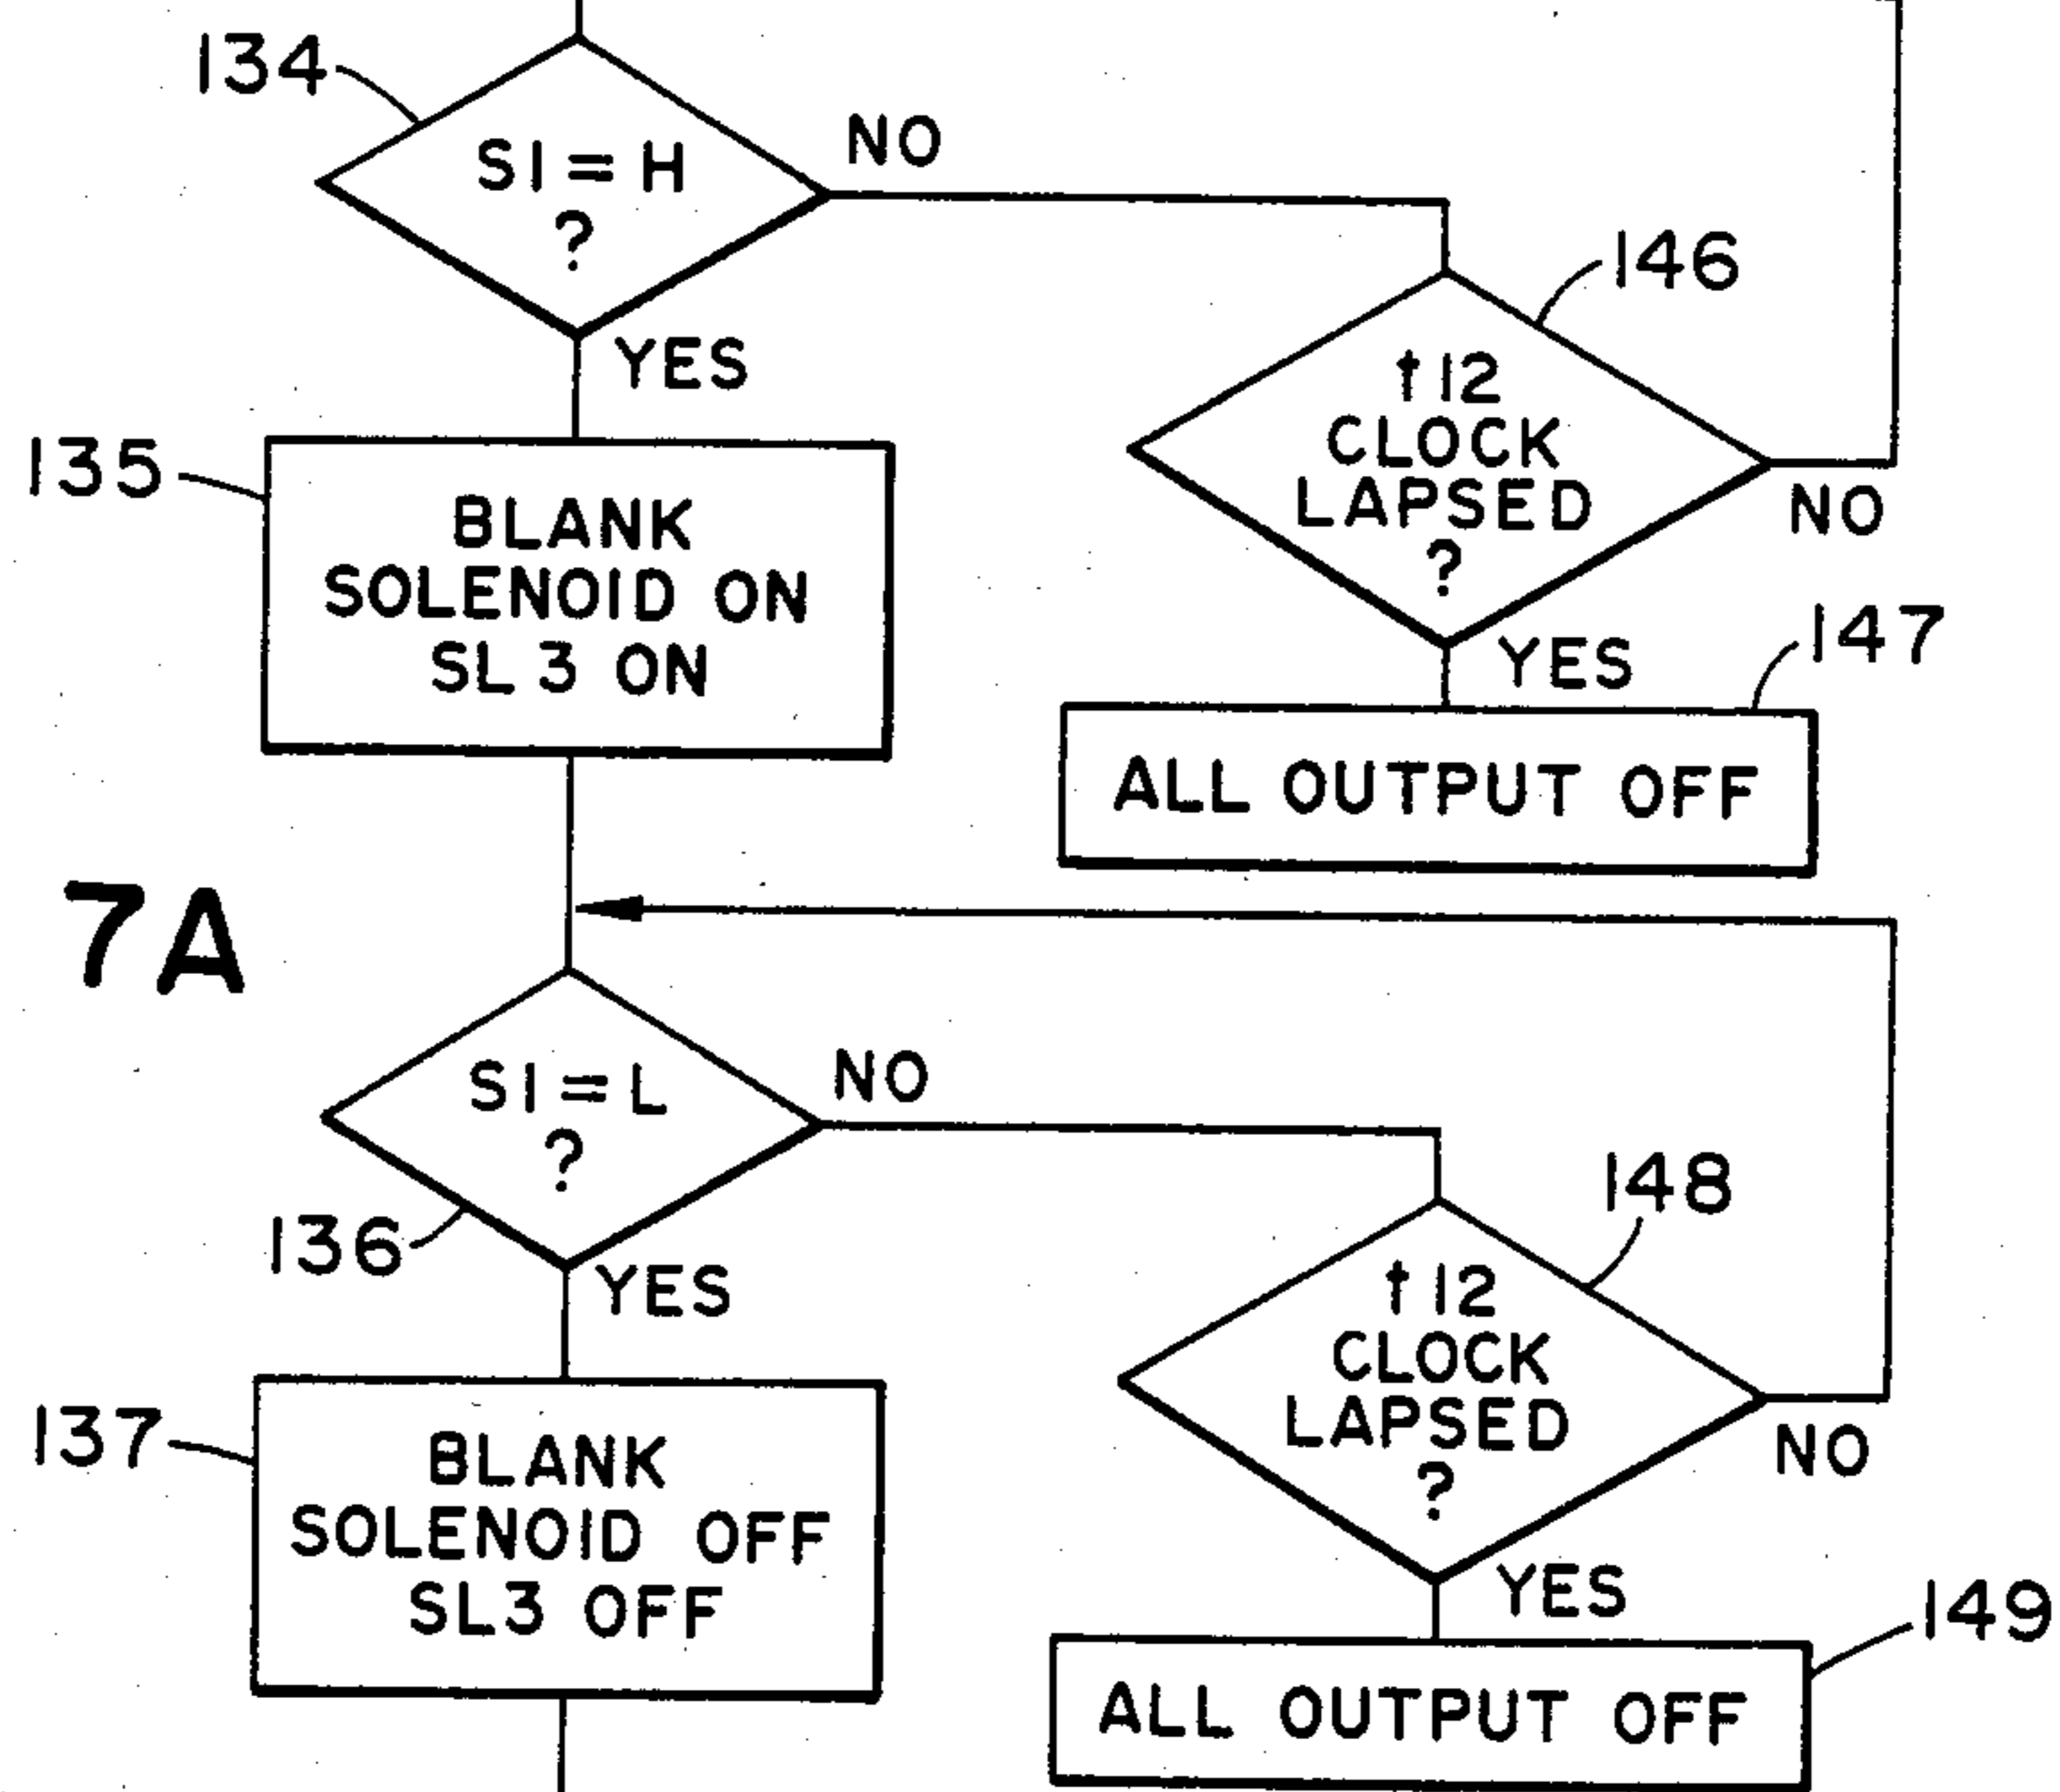 134
S1 = H
?
NO
YES
146
t12
CLOCK
LAPSED
?
NO
YES
135
BLANK
SOLENOID ON
SL 3 ON
147
ALL OUTPUT OFF
7A
S1 = L
?
NO
136
YES
148
t12
CLOCK
LAPSED
?
NO
YES
137
BLANK
SOLENOID OFF
SL3 OFF
149
ALL OUTPUT OFF